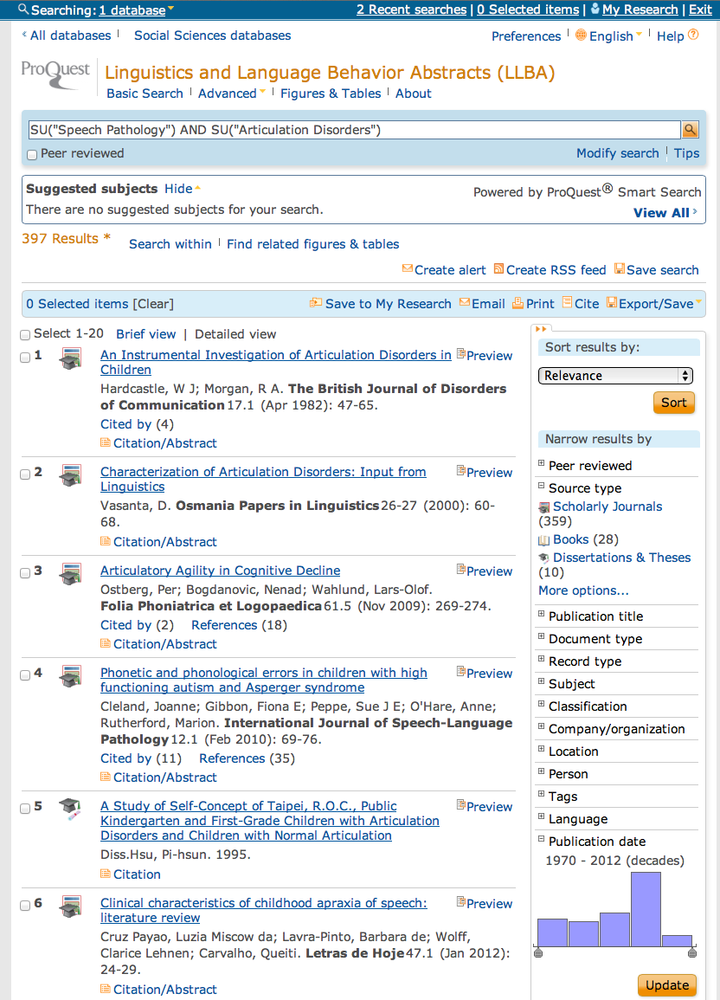 Searching: 1 database
2 Recent searches | 0 Selected items | My Research | Exit
All databases | Social Sciences databases
Preferences | English | Help ?
ProQuest
Linguistics and Language Behavior Abstracts (LLBA)
Basic Search | Advanced | Figures & Tables | About
SU("Speech Pathology") AND SU("Articulation Disorders")
Peer reviewed
Modify search | Tips
Suggested subjects Hide
Powered by ProQuest® Smart Search
There are no suggested subjects for your search.
View All ›
397 Results *
Search within | Find related figures & tables
Create alert Create RSS feed Save search
0 Selected items [Clear]
Save to My Research Email Print Cite Export/Save
Select 1-20 Brief view | Detailed view
1 An Instrumental Investigation of Articulation Disorders in
Children
Preview
Hardcastle, W J; Morgan, R A. The British Journal of Disorders
of Communication 17.1 (Apr 1982): 47-65.
Cited by (4)
Citation/Abstract
2 Characterization of Articulation Disorders: Input from
Linguistics
Preview
Vasanta, D. Osmania Papers in Linguistics 26-27 (2000): 60-
68.
Citation/Abstract
3 Articulatory Agility in Cognitive Decline
Preview
Ostberg, Per; Bogdanovic, Nenad; Wahlund, Lars-Olof.
Folia Phoniatrica et Logopaedica 61.5 (Nov 2009): 269-274.
Cited by (2) References (18)
Citation/Abstract
4 Phonetic and phonological errors in children with high
functioning autism and Asperger syndrome
Preview
Cleland, Joanne; Gibbon, Fiona E; Peppe, Sue J E; O'Hare, Anne;
Rutherford, Marion. International Journal of Speech-Language
Pathology 12.1 (Feb 2010): 69-76.
Cited by (11) References (35)
Citation/Abstract
5 A Study of Self-Concept of Taipei, R.O.C., Public
Kindergarten and First-Grade Children with Articulation
Disorders and Children with Normal Articulation
Preview
Diss.Hsu, Pi-hsun. 1995.
Citation
6 Clinical characteristics of childhood apraxia of speech:
literature review
Preview
Cruz Payao, Luzia Miscow da; Lavra-Pinto, Barbara de; Wolff,
Clarice Lehnen; Carvalho, Queiti. Letras de Hoje 47.1 (Jan 2012):
24-29.
Citation/Abstract
Sort results by:
Relevance
Sort
Narrow results by
Peer reviewed
Source type
Scholarly Journals
(359)
Books (28)
Dissertations & Theses
(10)
More options...
Publication title
Document type
Record type
Subject
Classification
Company/organization
Location
Person
Tags
Language
Publication date
1970 - 2012 (decades)
Update